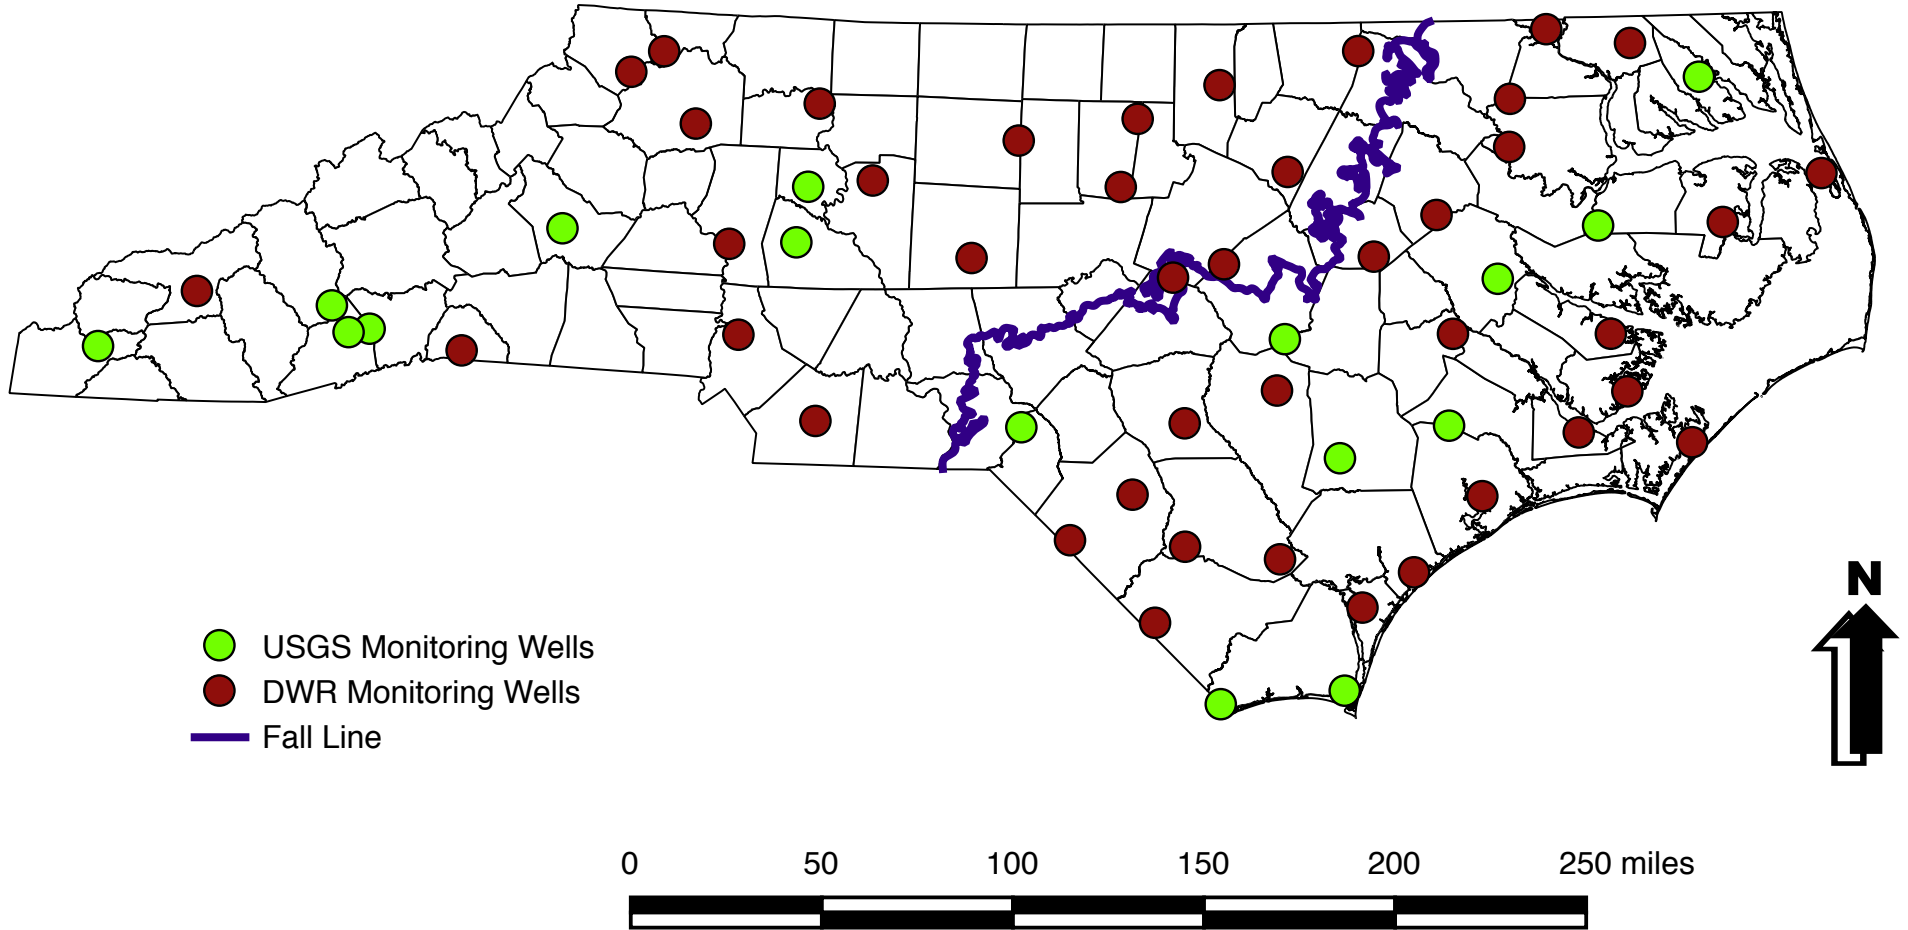 N
USGS Monitoring Wells
DWR Monitoring Wells
Fall Line
0 50 100 150 200 250 miles